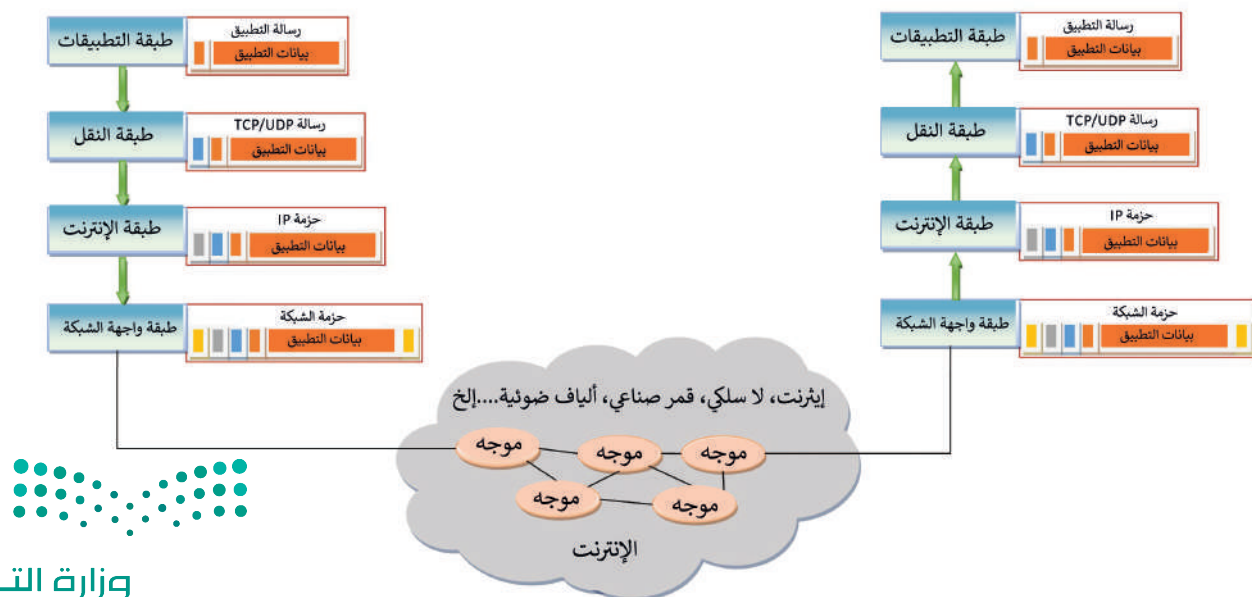 طبقة التطبيقات
رسالة التطبيق
بيانات التطبيق
طبقة النقل
رسالة TCP/UDP
بيانات التطبيق
طبقة الإنترنت
حزمة IP
بيانات التطبيق
طبقة واجهة الشبكة
حزمة الشبكة
بيانات التطبيق
طبقة التطبيقات
رسالة التطبيق
بيانات التطبيق
طبقة النقل
رسالة TCP/UDP
بيانات التطبيق
طبقة الإنترنت
حزمة IP
بيانات التطبيق
طبقة واجهة الشبكة
حزمة الشبكة
بيانات التطبيق
إيثرنت، لا سلكي، قمر صناعي، ألياف ضوئية....إلخ
موجه
موجه
موجه
موجه
موجه
الإنترنت
وزارة